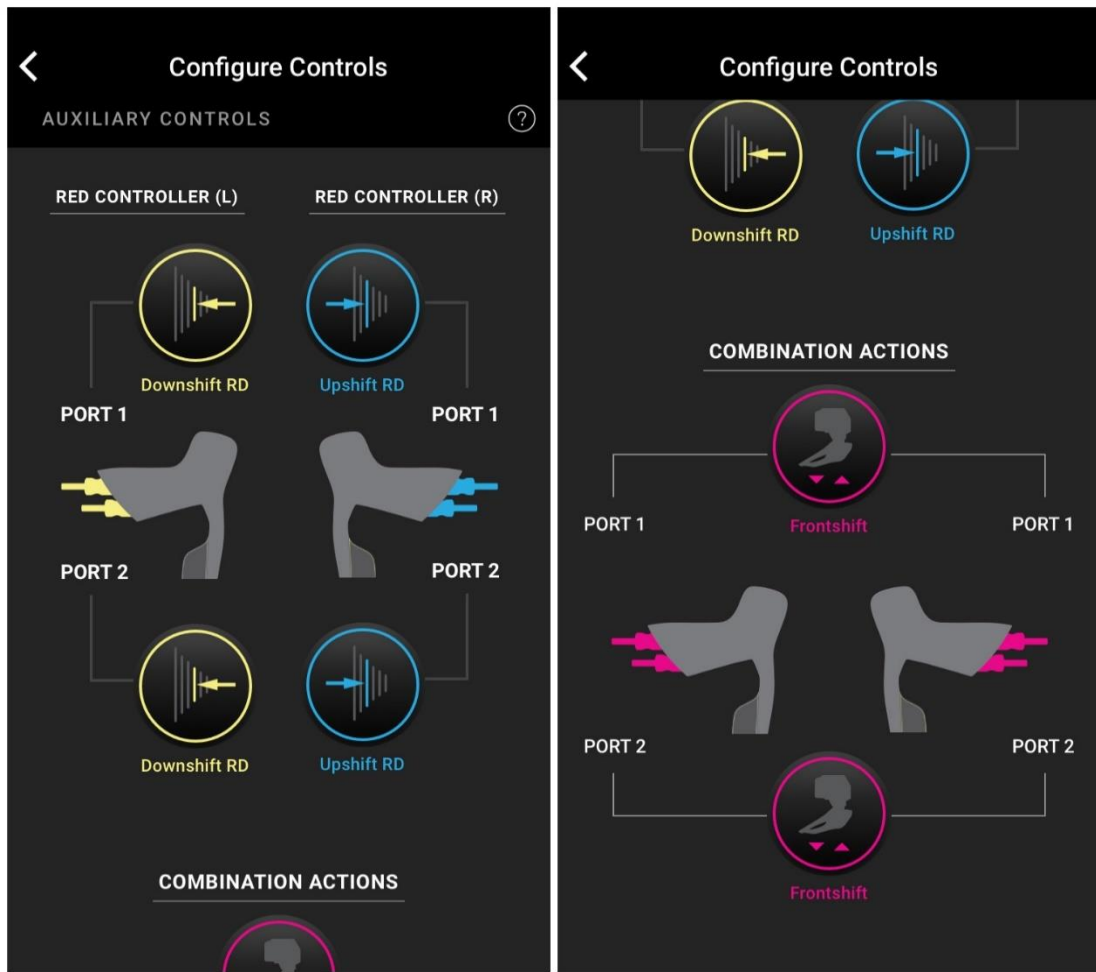 Configure Controls
AUXILIARY CONTROLS
?
RED CONTROLLER (L)
RED CONTROLLER (R)
Downshift RD
Upshift RD
PORT 1
PORT 1
PORT 2
PORT 2
Downshift RD
Upshift RD
COMBINATION ACTIONS
Configure Controls
Downshift RD
Upshift RD
COMBINATION ACTIONS
Frontshift
PORT 1
PORT 1
PORT 2
PORT 2
Frontshift